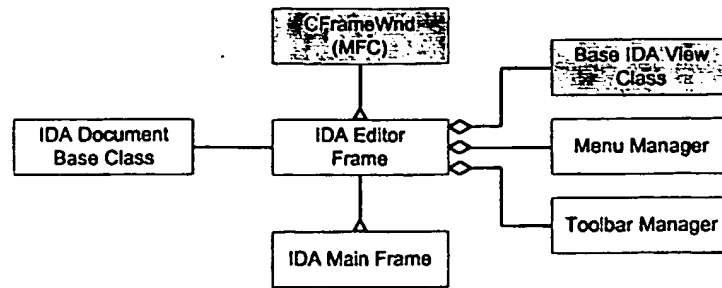 CFrameWnd
(MFC)
Base IDA View
Class
IDA Document
Base Class
IDA Editor
Frame
Menu Manager
Toolbar Manager
IDA Main Frame